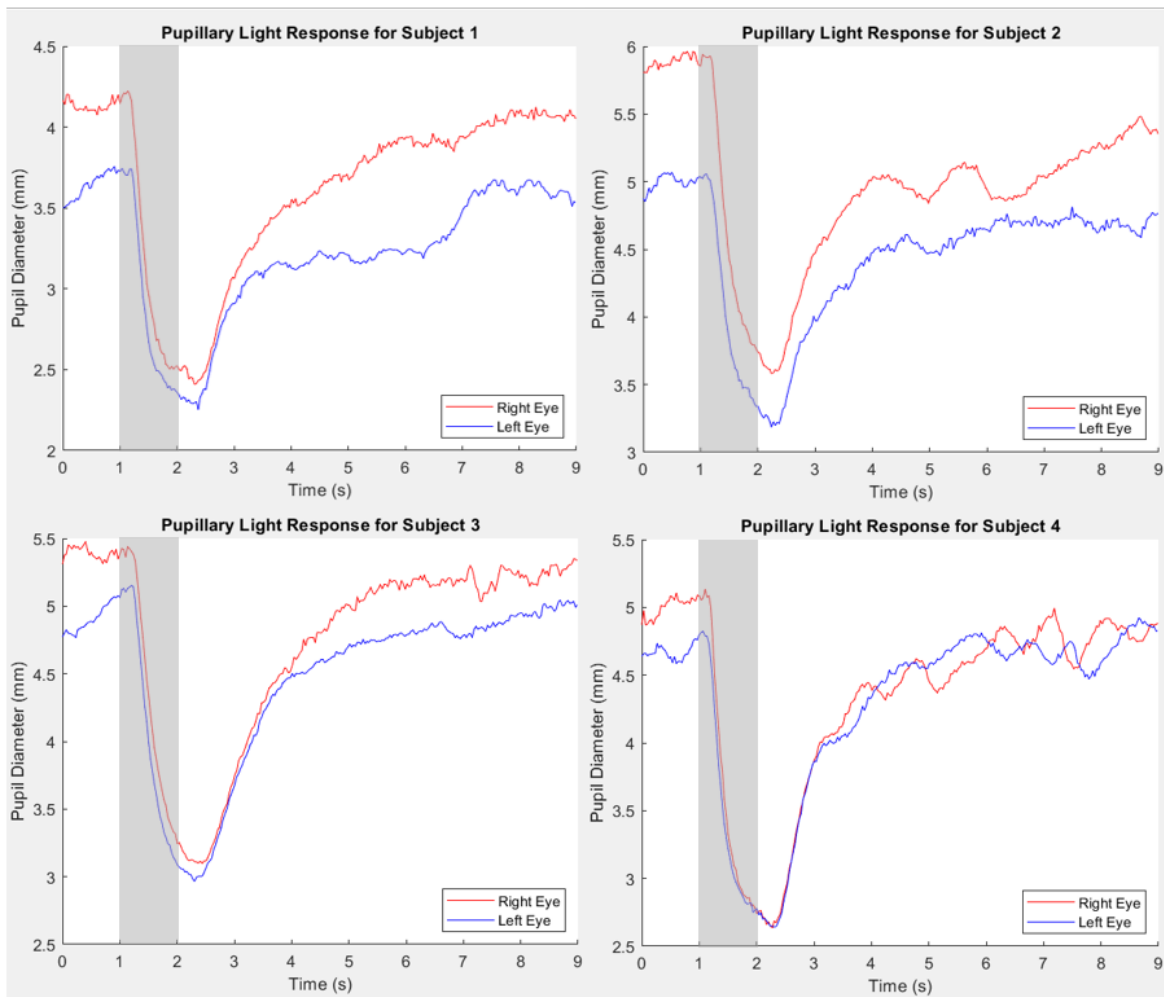 Pupillary Light Response for Subject 1
4.5
4
3.5
3
2.5
2
Pupil Diameter (mm)
0 1 2 3 4 5 6 7 8 9
Time (s)
Right Eye
Left Eye
Pupillary Light Response for Subject 2
6
5.5
5
4.5
4
3.5
3
Pupil Diameter (mm)
0 1 2 3 4 5 6 7 8 9
Time (s)
Right Eye
Left Eye
Pupillary Light Response for Subject 3
5.5
5
4.5
4
3.5
3
2.5
Pupil Diameter (mm)
0 1 2 3 4 5 6 7 8 9
Time (s)
Right Eye
Left Eye
Pupillary Light Response for Subject 4
5.5
5
4.5
4
3.5
3
2.5
Pupil Diameter (mm)
0 1 2 3 4 5 6 7 8 9
Time (s)
Right Eye
Left Eye